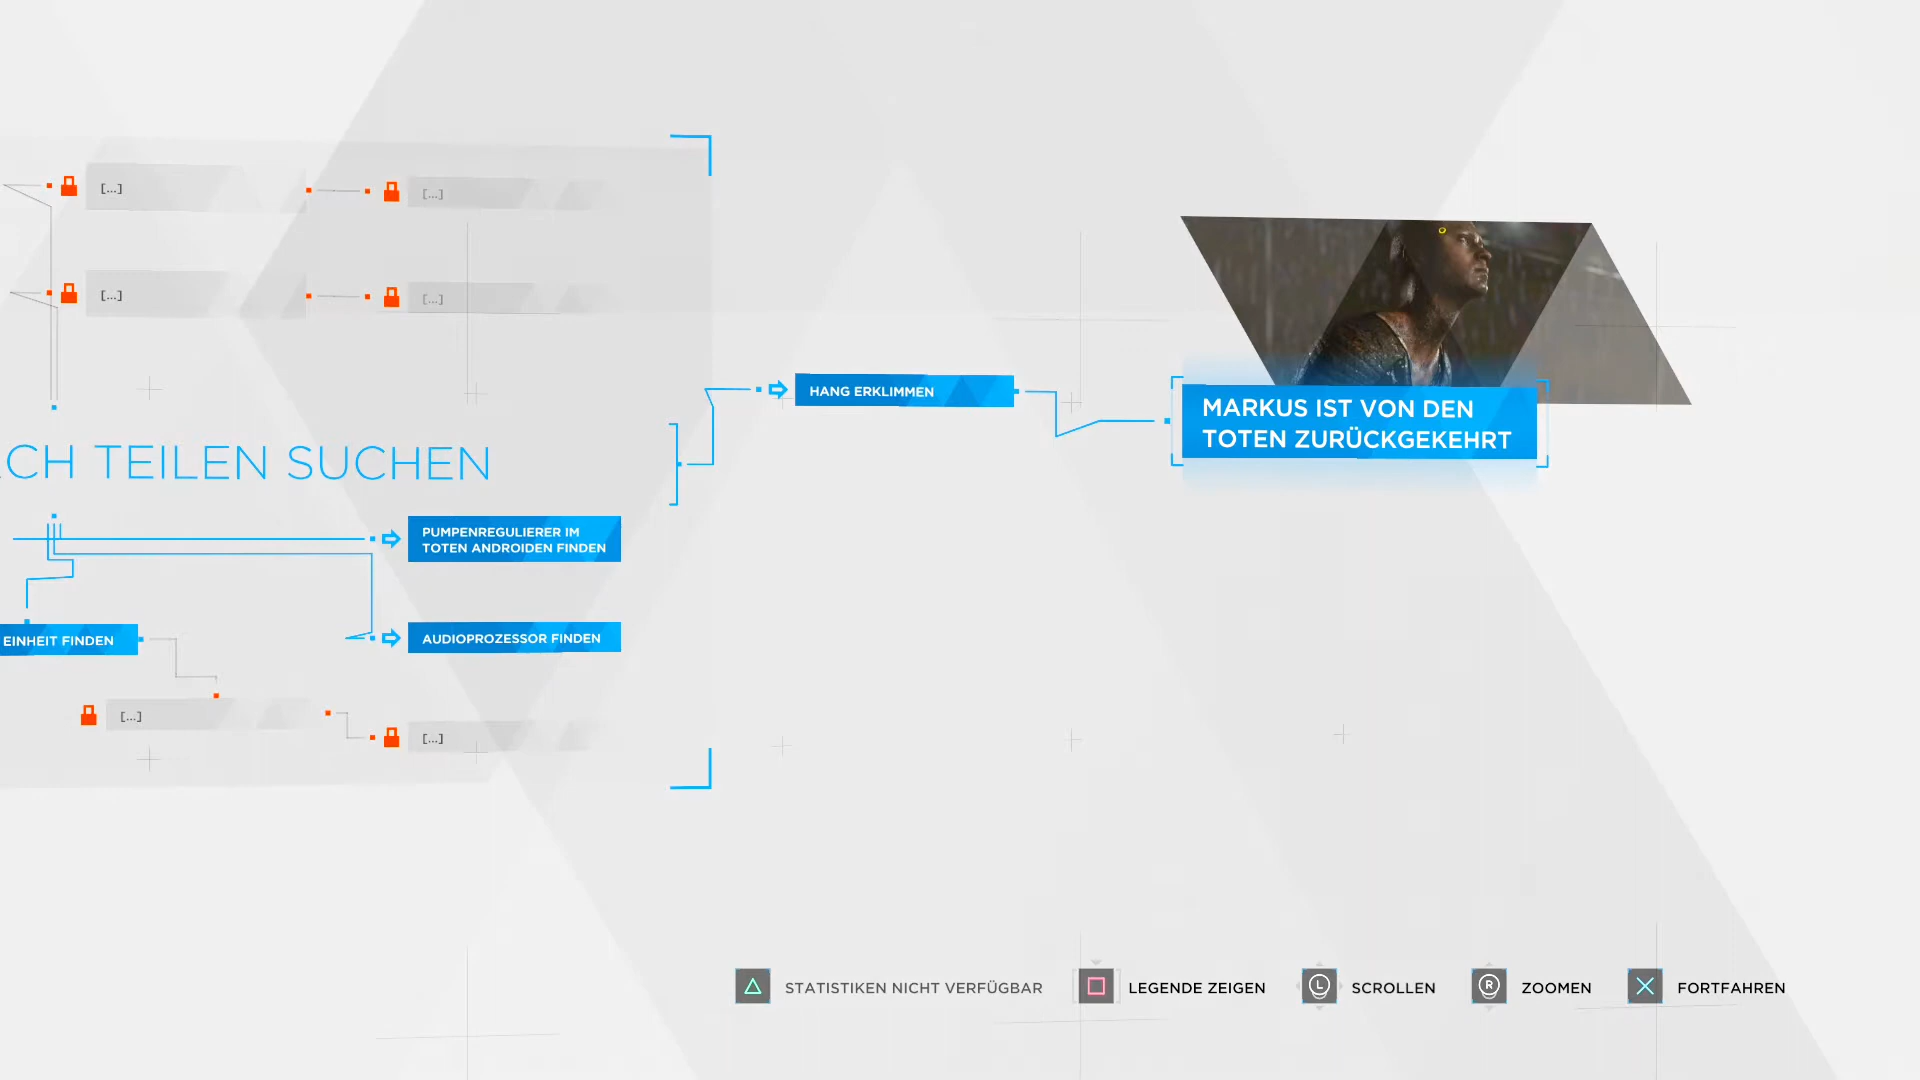 [...]
[...]
[...]
[...]
HANG ERKLIMMEN
MARKUS IST VON DEN
TOTEN ZURÜCKGEKEHRT
CH TEILEN SUCHEN
PUMPENREGULIERER IM
TOTEN ANDROIDEN FINDEN
EINHEIT FINDEN
AUDIOPROZESSOR FINDEN
[...]
[...]
STATISTIKEN NICHT VERFÜGBAR
LEGENDE ZEIGEN
L
SCROLLEN
R
ZOOMEN
FORTFAHREN